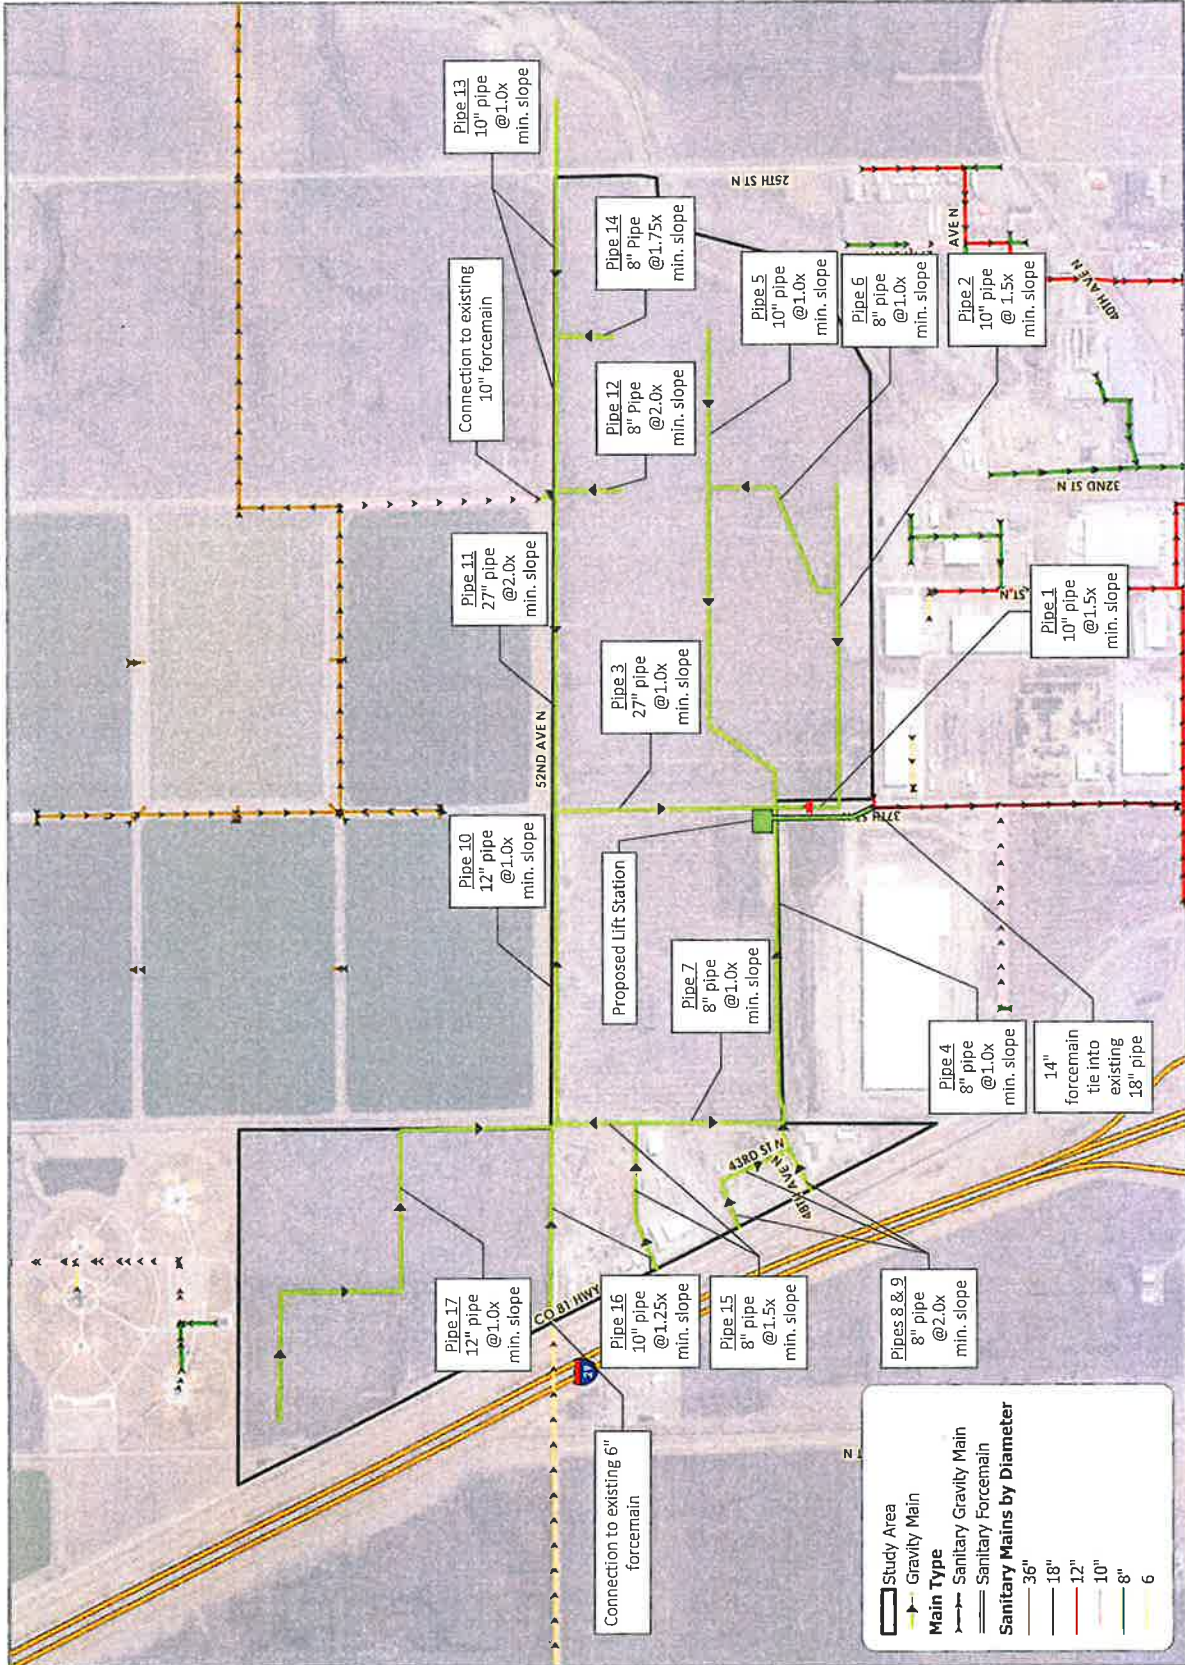 Pipe 13
10" pipe
@1.0x
min. slope
Connection to existing
10" forcemain
Pipe 14
8" Pipe
@1.75x
min. slope
25TH ST N
Pipe 12
8" Pipe
@2.0x
min. slope
Pipe 5
10" pipe
@1.0x
min. slope
Pipe 6
8" pipe
@1.0x
min. slope
Pipe 2
10" pipe
@ 1.5x
min. slope
AVE N
40TH AVE N
32ND ST N
Pipe 11
27" pipe
@2.0x
min. slope
52ND AVE N
Pipe 3
27" pipe
@1.0x
min. slope
Pipe 1
10" pipe
@1.5x
min. slope
ST N
37TH ST
Pipe 10
12" pipe
@1.0x
min. slope
Proposed Lift Station
Pipe 7
8" pipe
@1.0x
min. slope
Pipe 4
8" pipe
@1.0x
min. slope
14"
forcemain
tie into
existing
18" pipe
43RD ST N
48TH AVE N
Pipe 17
12" pipe
@1.0x
min. slope
CO 81 HWY
Pipe 16
10" pipe
@1.25x
min. slope
Pipe 15
8" pipe
@1.5x
min. slope
Pipes 8 & 9
8" pipe
@2.0x
min. slope
Connection to existing 6"
forcemain
Study Area
Gravity Main
Main Type
Sanitary Gravity Main
Sanitary Forcemain
Sanitary Mains by Diameter
36"
18"
12"
10"
8"
6